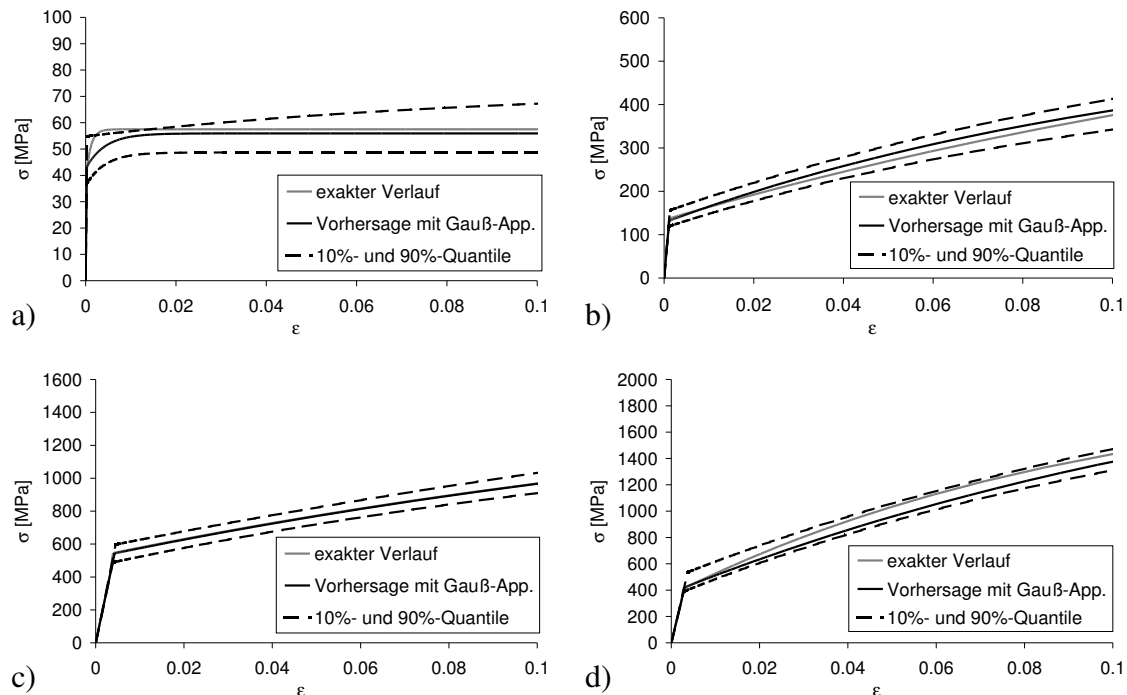 100
90
80
70
60
50
40
30
20
10
0
σ [MPa]
0 0.02 0.04 0.06 0.08 0.1
ε
exakter Verlauf
Vorhersage mit Gauß-App.
10%- und 90%-Quantile
a)
600
500
400
300
200
100
0
σ [MPa]
0 0.02 0.04 0.06 0.08 0.1
ε
exakter Verlauf
Vorhersage mit Gauß-App.
10%- und 90%-Quantile
b)
1600
1400
1200
1000
800
600
400
200
0
σ [MPa]
0 0.02 0.04 0.06 0.08 0.1
ε
exakter Verlauf
Vorhersage mit Gauß-App.
10%- und 90%-Quantile
c)
2000
1800
1600
1400
1200
1000
800
600
400
200
0
σ [MPa]
0 0.02 0.04 0.06 0.08 0.1
ε
exakter Verlauf
Vorhersage mit Gauß-App.
10%- und 90%-Quantile
d)